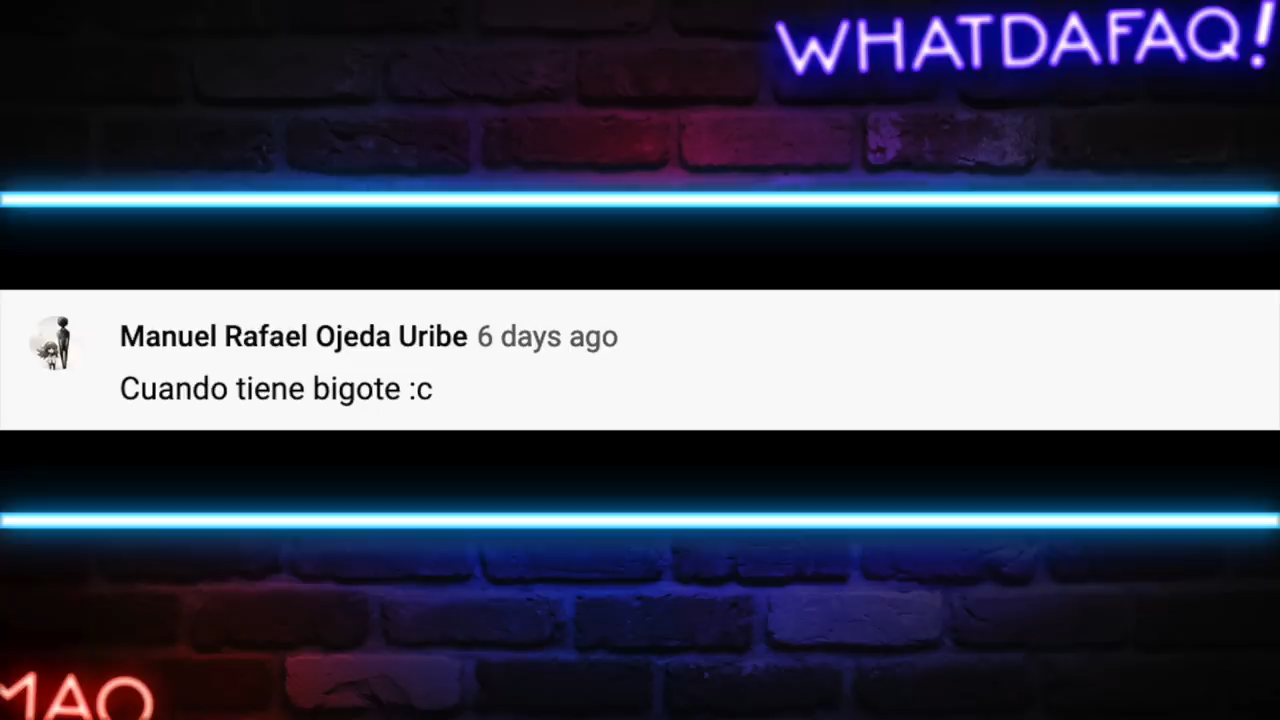 WHATDAFAQ!
Manuel Rafael Ojeda Uribe 6 days ago
Cuando tiene bigote :c
MAO